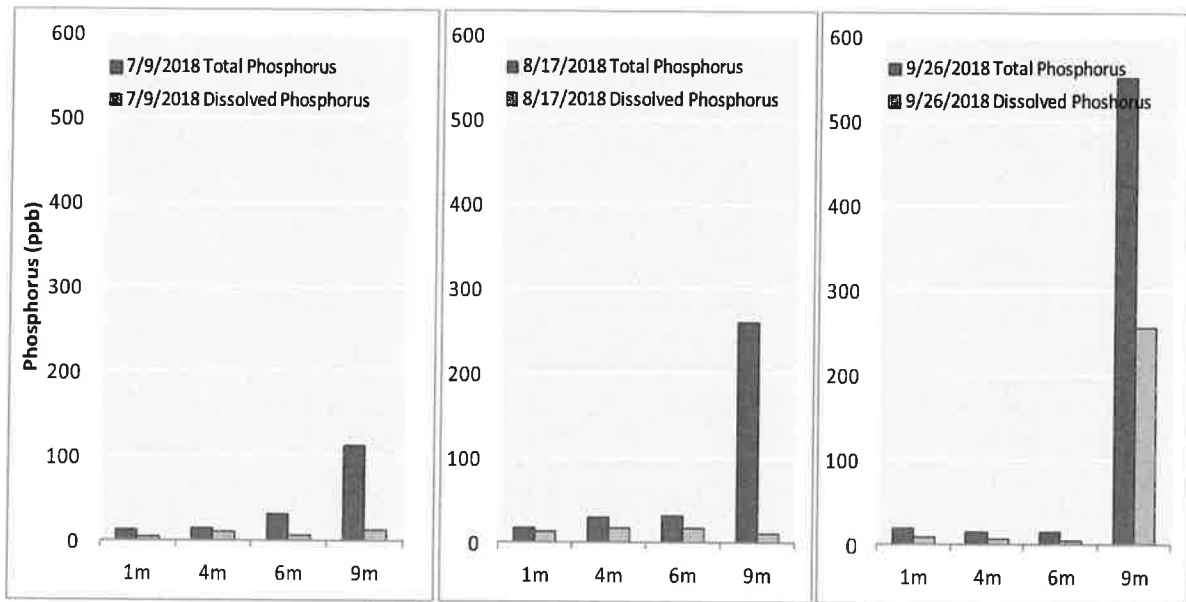 Phosphorus (ppb)
600
500
400
300
200
100
0
7/9/2018 Total Phosphorus
7/9/2018 Dissolved Phosphorus
1m 4m 6m 9m
600
500
400
300
200
100
0
8/17/2018 Total Phosphorus
8/17/2018 Dissolved Phosphorus
1m 4m 6m 9m
600
500
400
300
200
100
0
9/26/2018 Total Phosphorus
9/26/2018 Dissolved Phoshorus
1m 4m 6m 9m